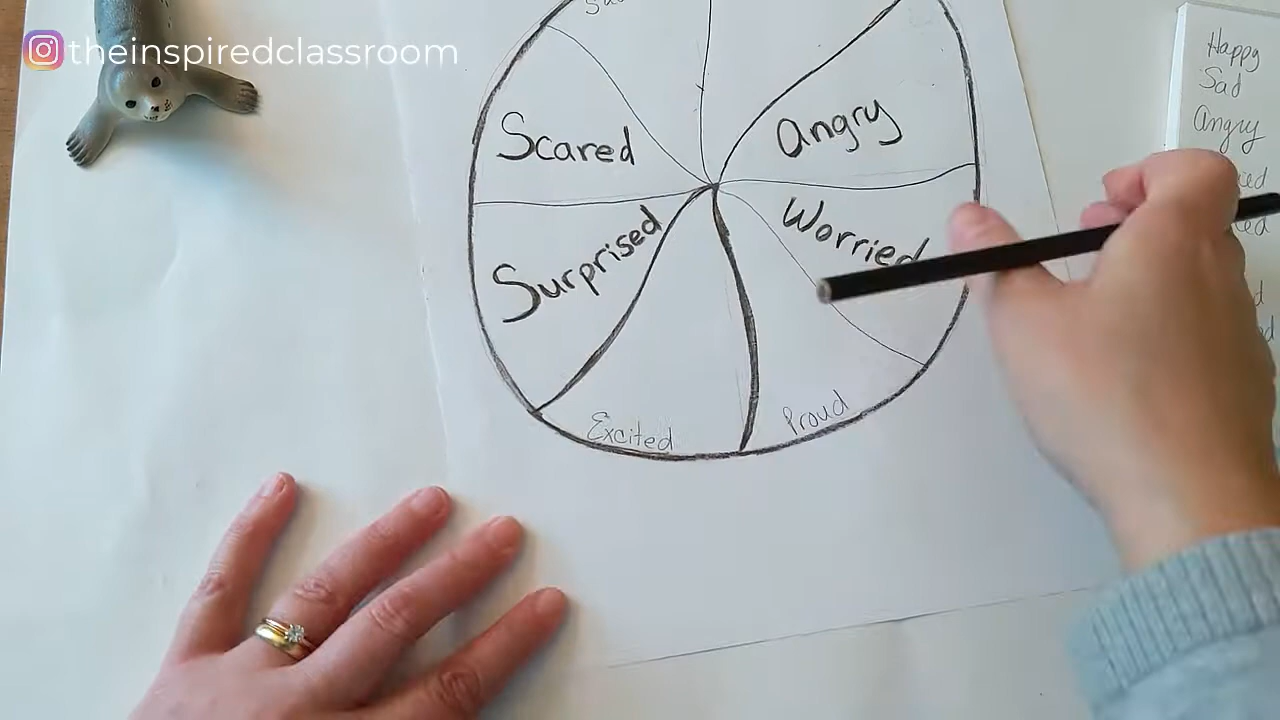 theinspiredclassroom
Scared
Angry
Surprised
Worried
Excited
Proud
Happy
Sad
Angry